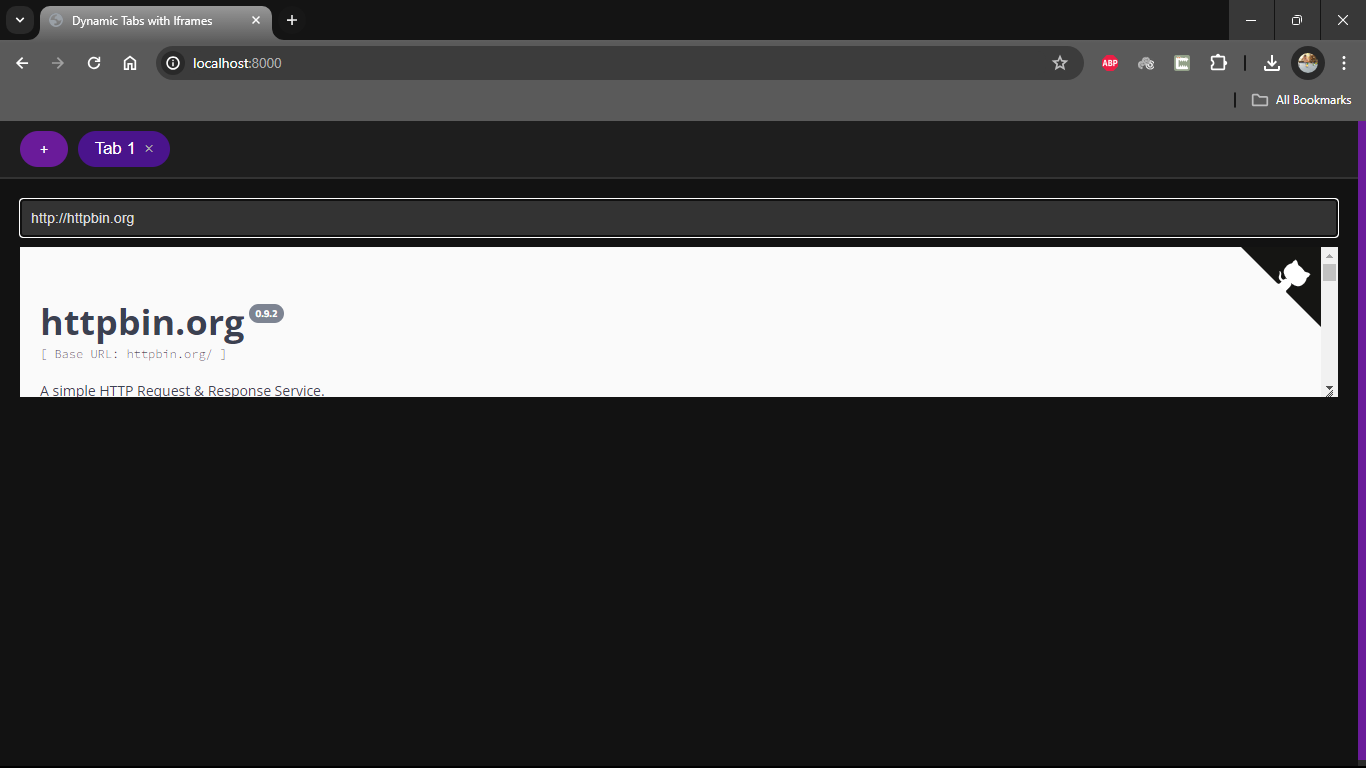 Dynamic Tabs with Iframes
localhost:8000
ABP
All Bookmarks
+
Tab 1 ×
http://httpbin.org
httpbin.org 0.9.2
[ Base URL: httpbin.org/ ]
A simple HTTP Request & Response Service.